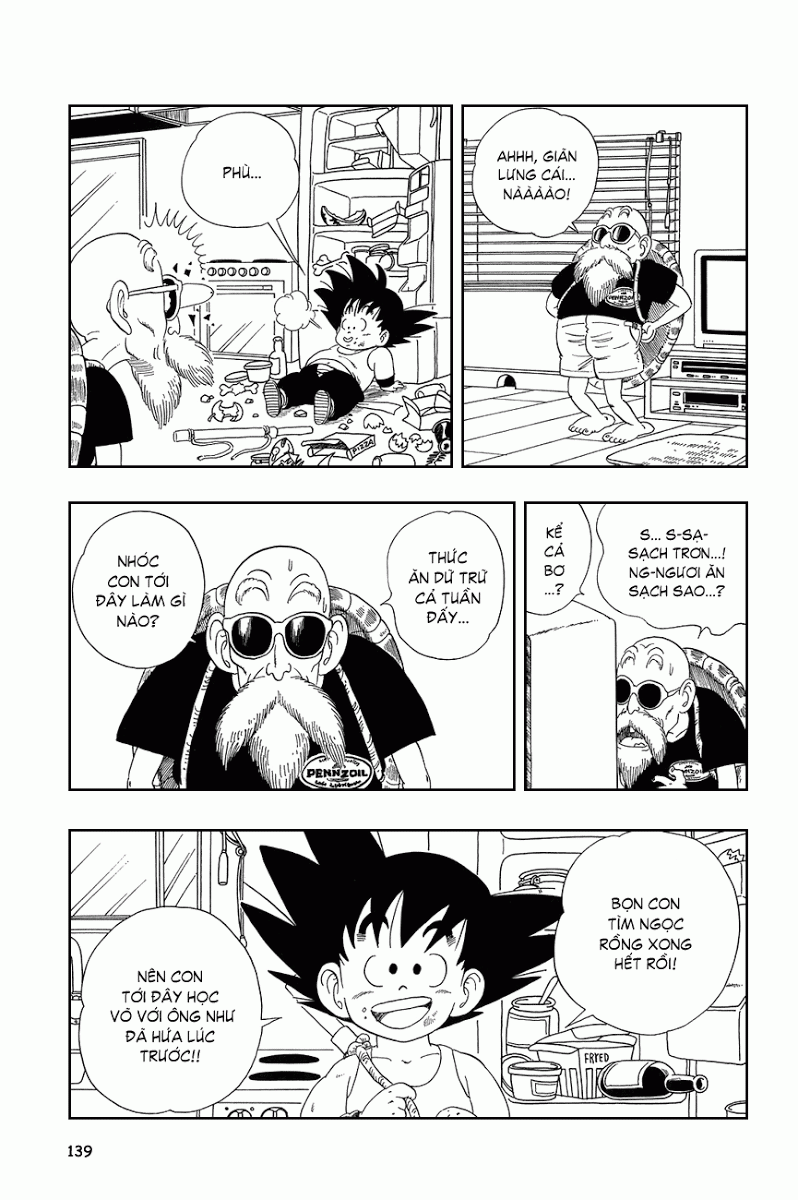 AHHH, GIÃN
LƯNG CÁI...
NÀÀÀÀO!
PENNZOIL
PHÙ...
PIZZA
S... S-SẠ-
SẠCH TRƠN...!
NG-NGƯƠI ĂN
SẠCH SAO...?
KỂ
CẢ
BƠ
...?
THỨC
ĂN DỮ TRỮ
CẢ TUẦN
ĐẤY...
NHÓC
CON TỚI
ĐÂY LÀM GÌ
NÀO?
PENNZOIL
BỌN CON
TÌM NGỌC
RỒNG XONG
HẾT RỒI!
NÊN CON
TỚI ĐÂY HỌC
VÕ VỚI ÔNG NHƯ
ĐÃ HỨA LÚC
TRƯỚC!!
FRYED
139